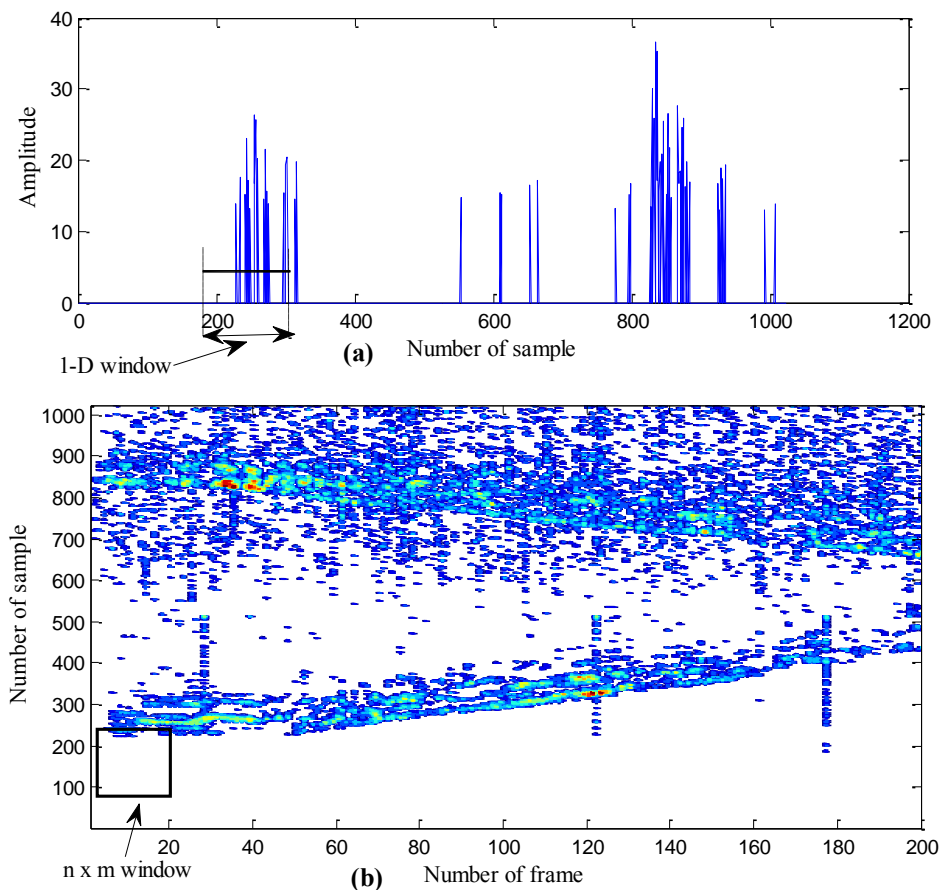 40
30
20
10
0
Amplitude
0 200 400 600 800 1000 1200
1-D window
(a)
Number of sample
1000
900
800
700
600
500
400
300
200
100
Number of sample
20 40 60 80 100 120 140 160 180 200
n x m window
(b)
Number of frame